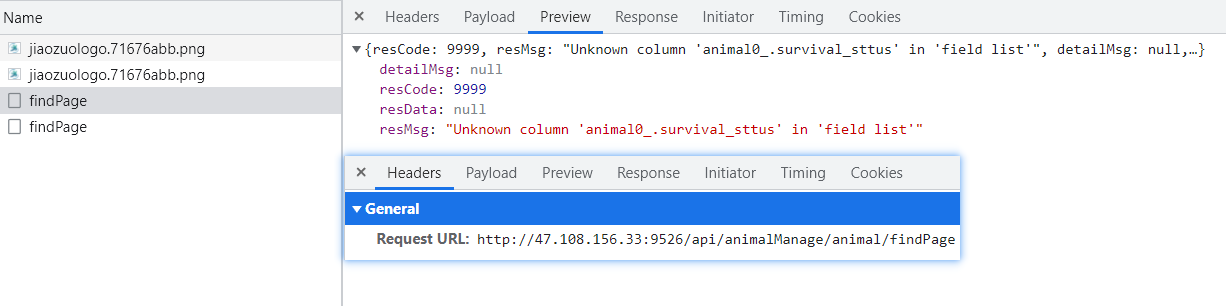 Name
jiaozuologo.71676abb.png
jiaozuologo.71676abb.png
findPage
findPage
× Headers Payload Preview Response Initiator Timing Cookies
▼{resCode: 9999, resMsg: "Unknown column 'animal0_.survival_sttus' in 'field list'", detailMsg: null,…}
detailMsg: null
resCode: 9999
resData: null
resMsg: "Unknown column 'animal0_.survival_sttus' in 'field list'"
× Headers Payload Preview Response Initiator Timing Cookies
▼ General
Request URL: http://47.108.156.33:9526/api/animalManage/animal/findPage